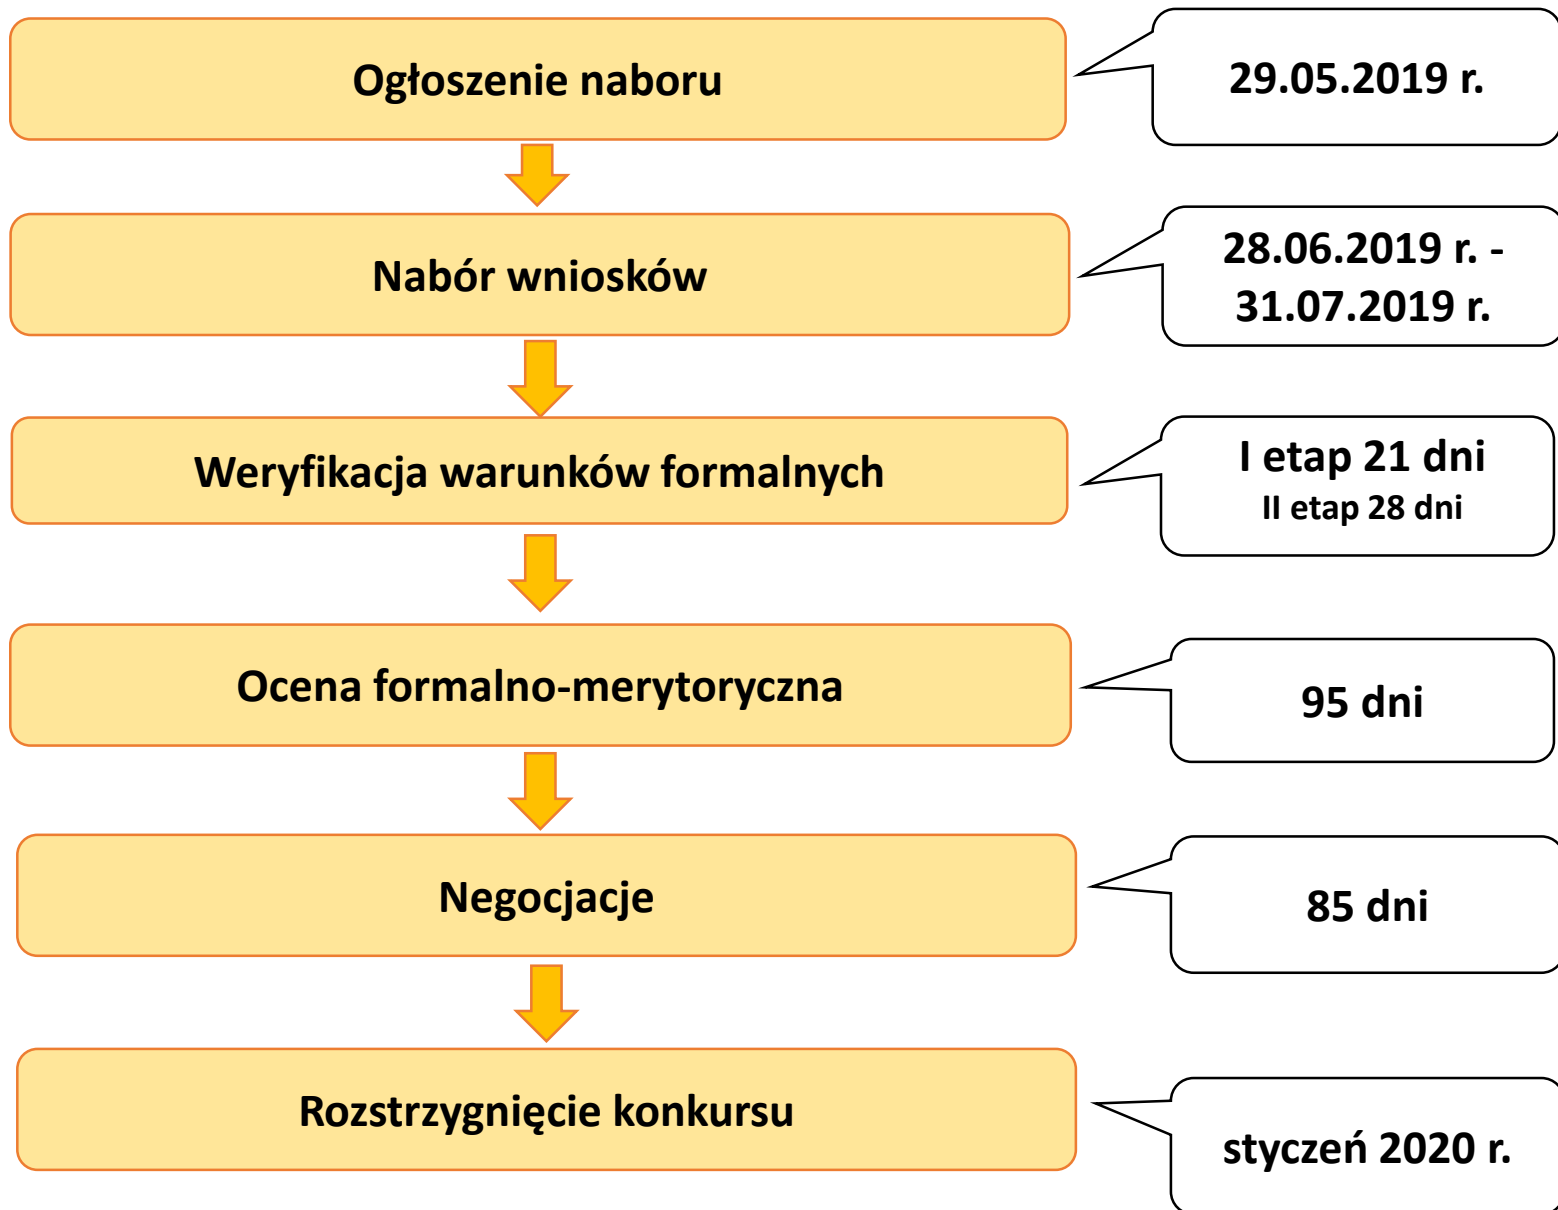 Ogłoszenie naboru
29.05.2019 r.
Nabór wniosków
28.06.2019 r. -
31.07.2019 r.
Weryfikacja warunków formalnych
I etap 21 dni
II etap 28 dni
Ocena formalno-merytoryczna
95 dni
Negocjacje
85 dni
Rozstrzygnięcie konkursu
styczeń 2020 r.